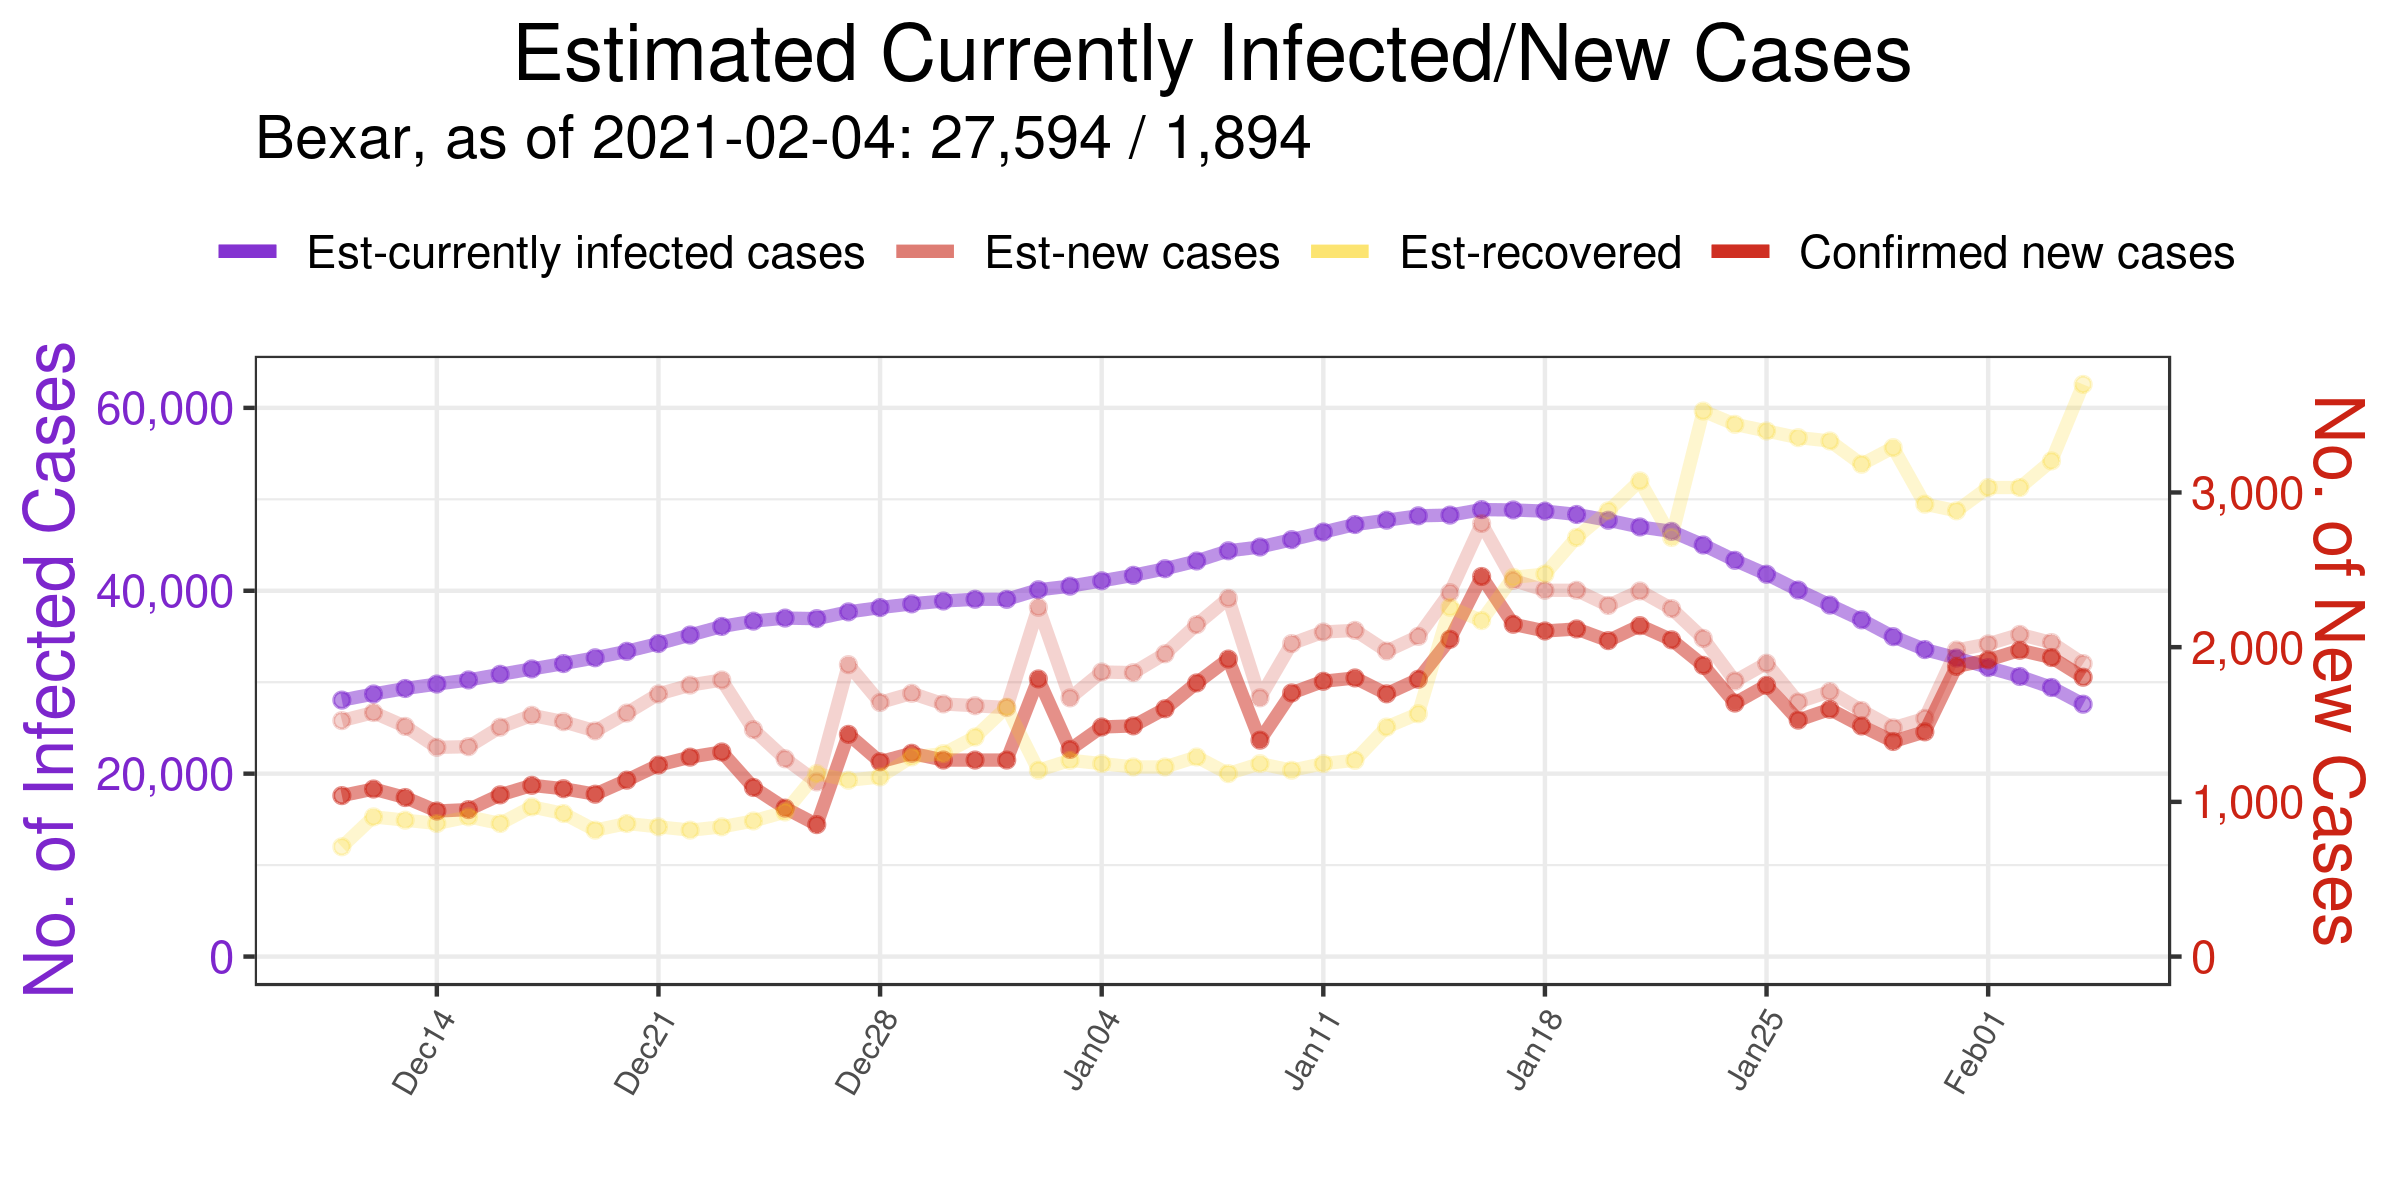 Estimated Currently Infected/New Cases
Bexar, as of 2021-02-04: 27,594 / 1,894
Est-currently infected cases Est-new cases Est-recovered Confirmed new cases
No. of Infected Cases
60,000
40,000
20,000
0
No. of New Cases
3,000
2,000
1,000
0
Dec14 Dec21 Dec28 Jan04 Jan11 Jan18 Jan25 Feb01